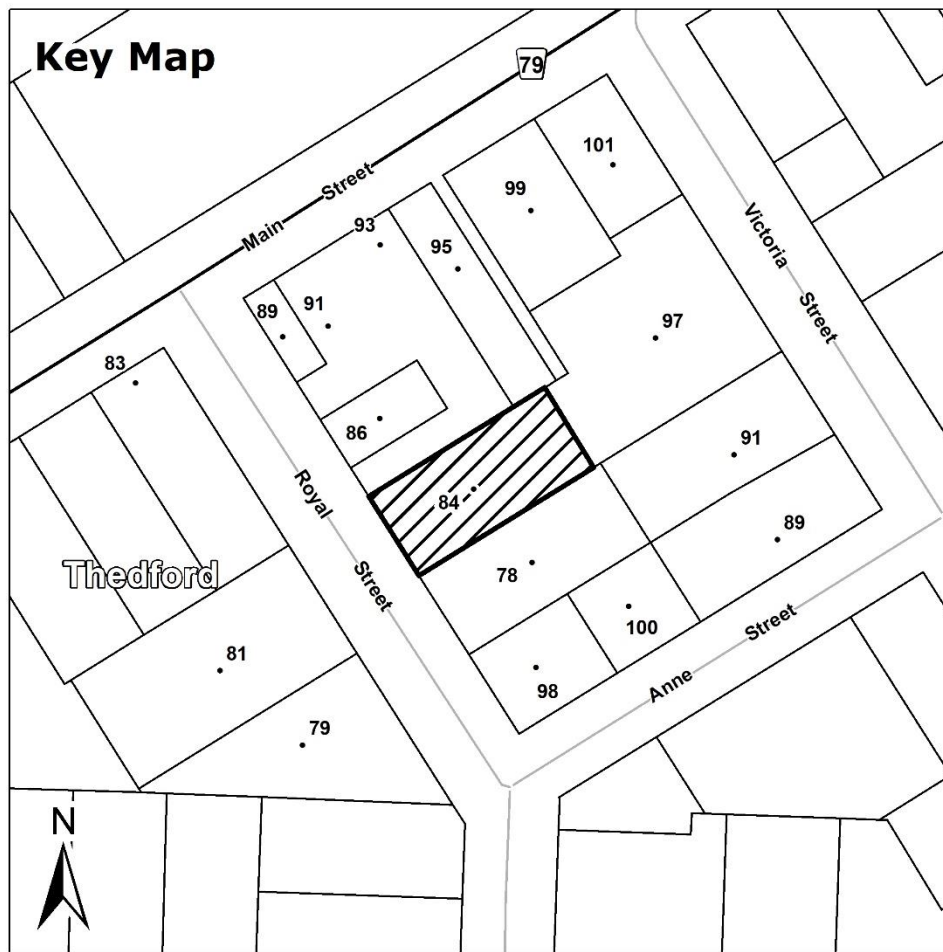 Key Map
79
101
99
Main Street
93
95
Victoria Street
89
91
97
83
86
91
84
Royal Street
89
78
Thedford
100
Anne Street
81
98
79
N